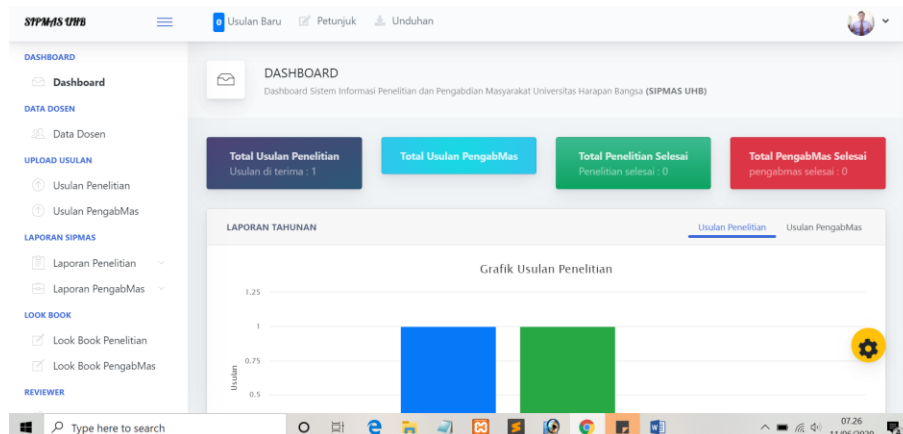 SIPMAS UHB
0 Usulan Baru Petunjuk Unduhan
DASHBOARD
Dashboard
DATA DOSEN
Data Dosen
UPLOAD USULAN
Usulan Penelitian
Usulan PengabMas
LAPORAN SIPMAS
Laporan Penelitian
Laporan PengabMas
LOOK BOOK
Look Book Penelitian
Look Book PengabMas
REVIEWER
DASHBOARD
Dashboard Sistem Informasi Penelitian dan Pengabdian Masyarakat Universitas Harapan Bangsa (SIPMAS UHB)
Total Usulan Penelitian
Usulan di terima : 1
Total Usulan PengabMas
Total Penelitian Selesai
Penelitian selesai : 0
Total PengabMas Selesai
pengabmas selesai : 0
LAPORAN TAHUNAN
Usulan Penelitian Usulan PengabMas
Grafik Usulan Penelitian
1.25
1
0.75
0.5
Usulan
Type here to search
07.26
11/06/2020